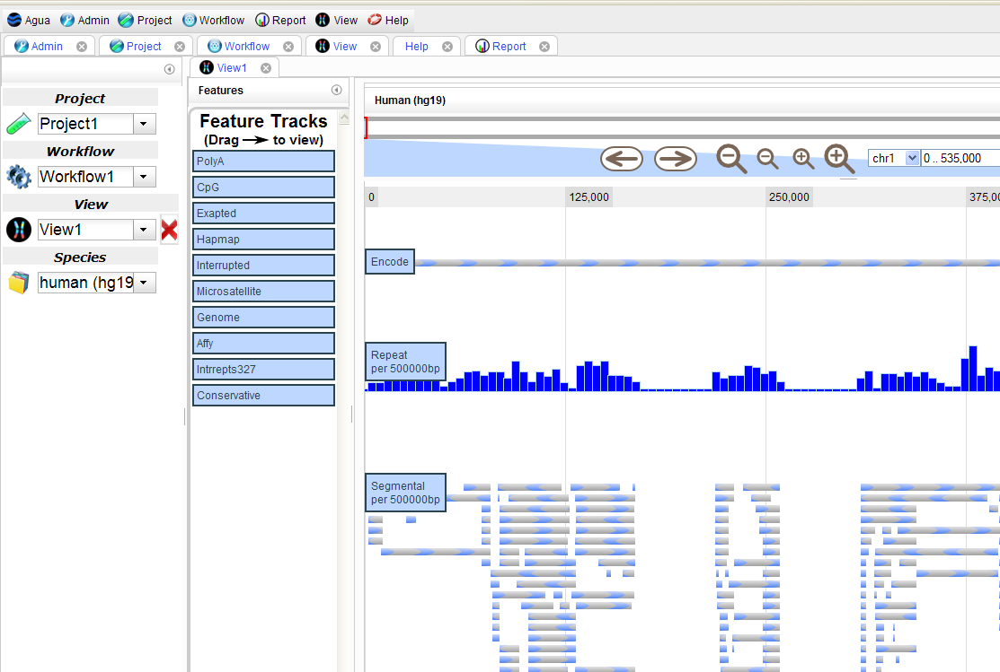 Agua Admin Project Workflow Report View Help
Admin Project Workflow View Help Report
View1
Project
Project1
Workflow
Workflow1
View
View1
Species
human (hg19
Features
Feature Tracks
(Drag → to view)
PolyA
CpG
Exapted
Hapmap
Interrupted
Microsatellite
Genome
Affy
Intrrepts327
Conservative
Human (hg19)
chr1 0 .. 535,000
0 125,000 250,000 375,0
Encode
Repeat
per 500000bp
Segmental
per 500000bp